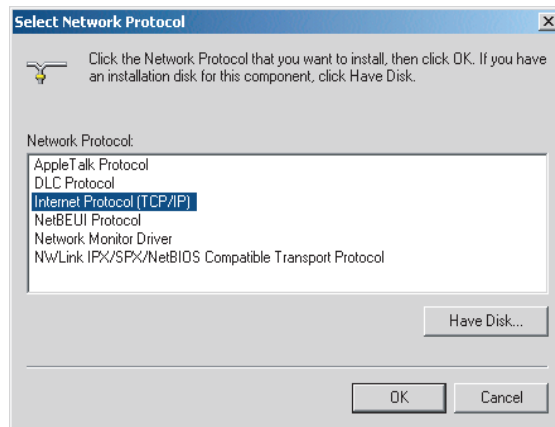 Select Network Protocol
Click the Network Protocol that you want to install, then click OK. If you have
an installation disk for this component, click Have Disk.
Network Protocol:
AppleTalk Protocol
DLC Protocol
Internet Protocol (TCP/IP)
NetBEUI Protocol
Network Monitor Driver
NWLink IPX/SPX/NetBIOS Compatible Transport Protocol
Have Disk...
OK
Cancel